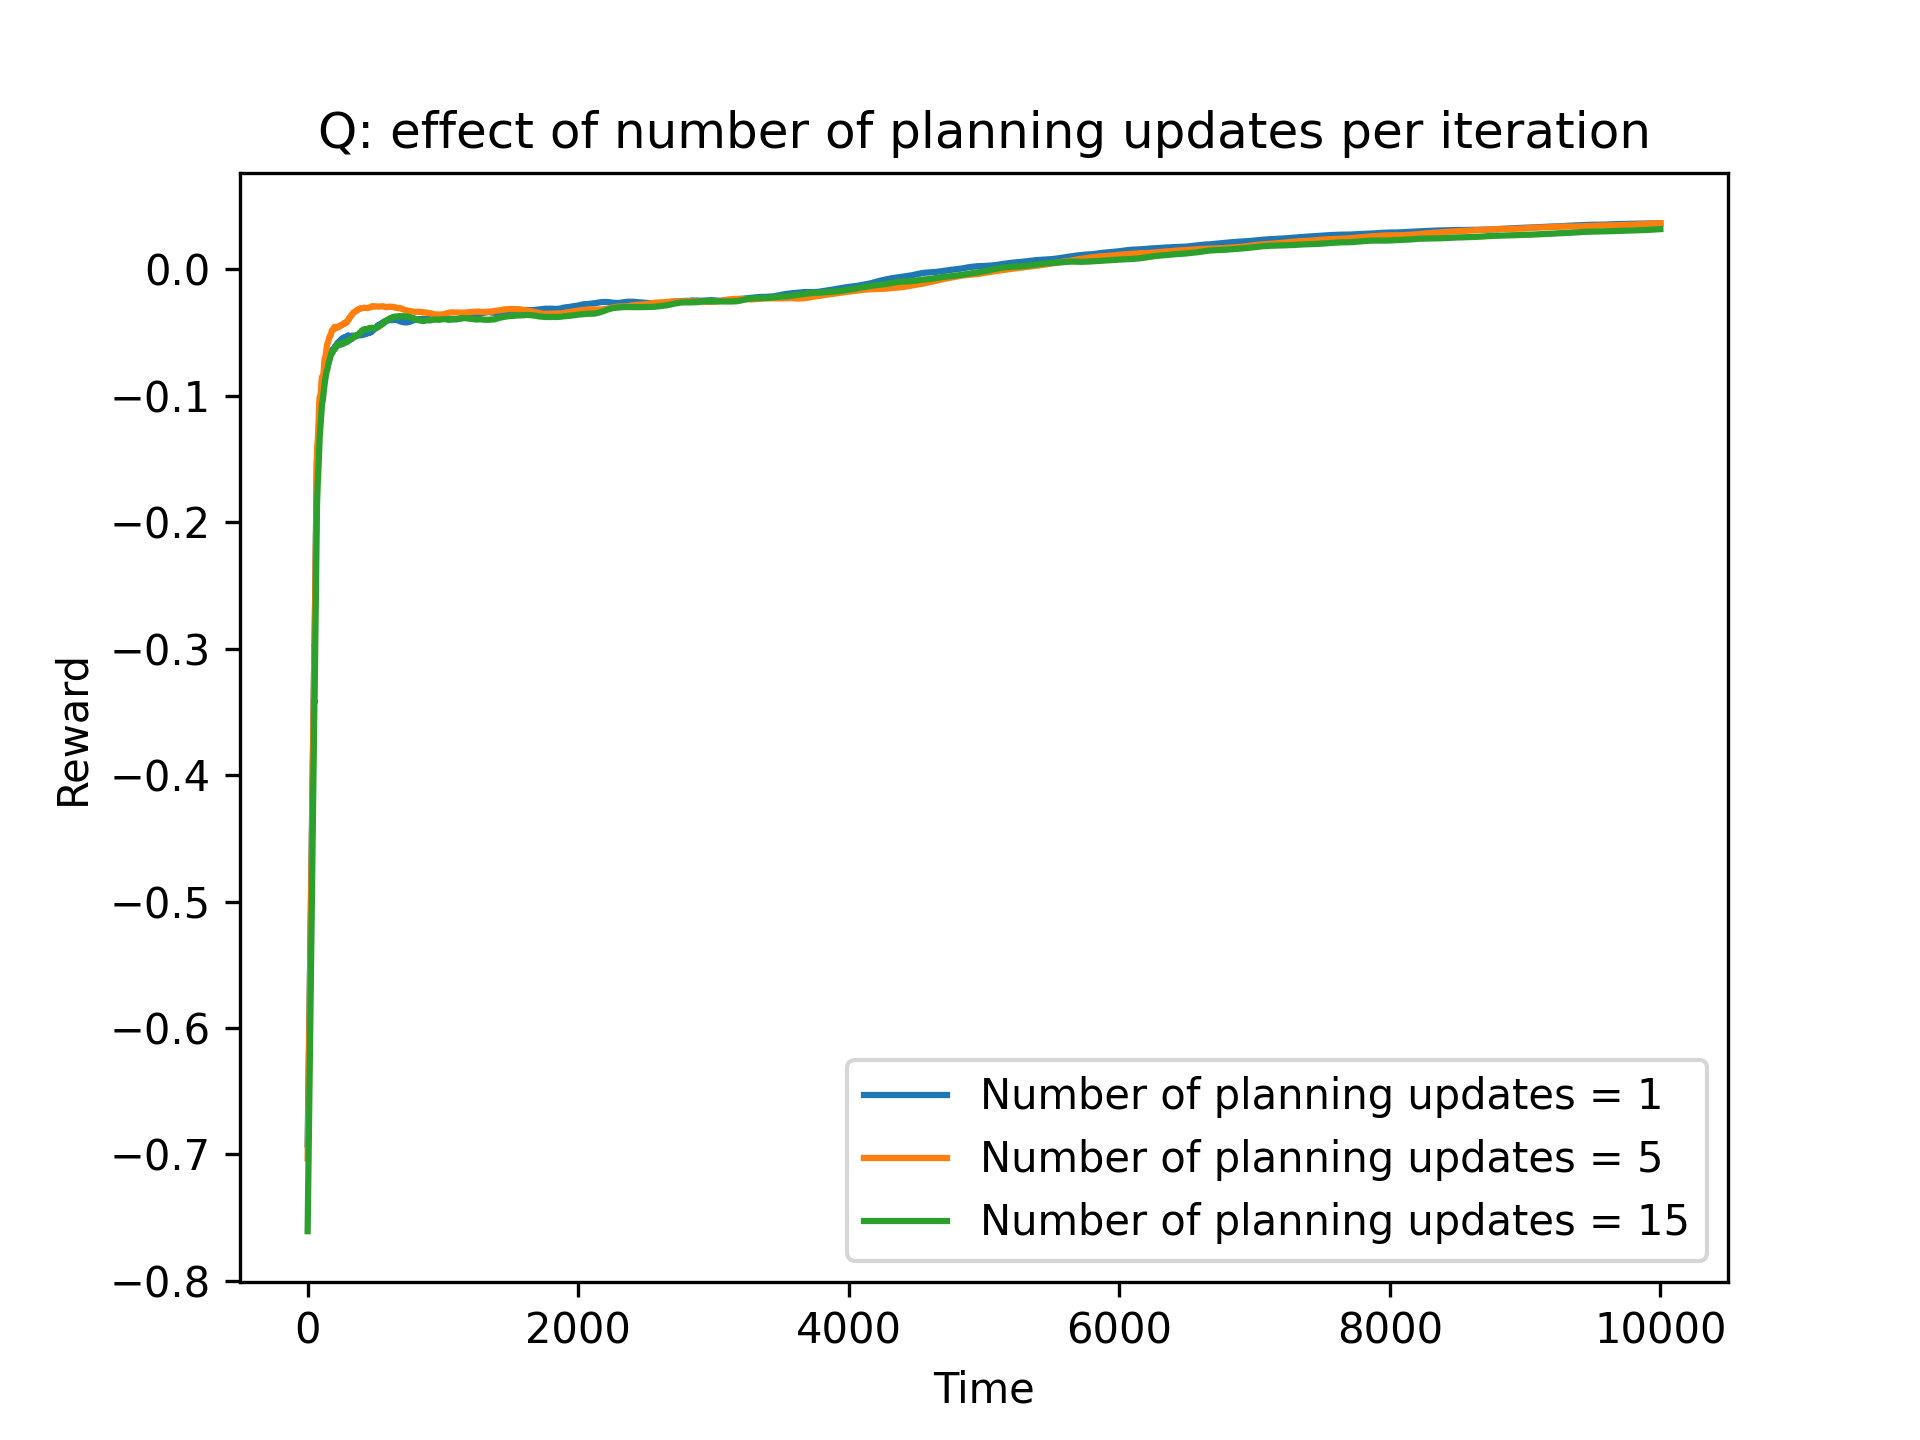 Q: effect of number of planning updates per iteration
0.0
−0.1
−0.2
−0.3
−0.4
−0.5
−0.6
−0.7
−0.8
Reward
Number of planning updates = 1
Number of planning updates = 5
Number of planning updates = 15
0 2000 4000 6000 8000 10000
Time